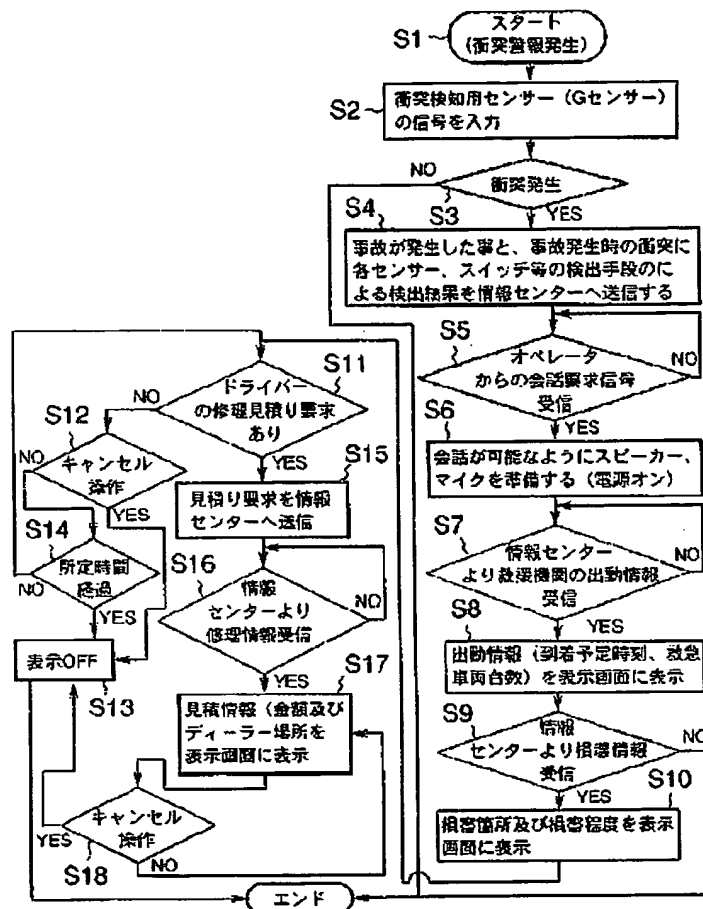 S1
スタート
(衝突警報発生)
S2
衝突検知用センサー(Gセンサー)
の信号を入力
NO
衝突発生
S3
YES
S4
事故が発生した事と、事故発生時の衝突に
各センサー、スイッチ等の検出手段のに
よる検出結果を情報センターへ送信する
S5
オペレータ
からの会話要求信号
受信
NO
YES
S6
会話が可能なようにスピーカー、
マイクを準備する(電源オン)
S7
情報センター
より救援機関の出動情報
受信
NO
YES
S8
出動情報(到着予定時刻、救急
車両台数)を表示画面に表示
S9
情報
センターより損害情報
受信
NO
YES
S10
損害箇所及び損害程度を表示
画面に表示
S11
ドライバー
の修理見積り要求
あり
NO
YES
S12
キャンセル
操作
NO
YES
S14
所定時間
経過
NO
YES
表示OFF
S13
S15
見積り要求を情報
センターへ送信
S16
情報
センターより
修理情報受信
NO
YES
S17
見積情報(金額及び
ディーラー場所を
表示画面に表示
キャンセル
操作
YES
S18
NO
エンド